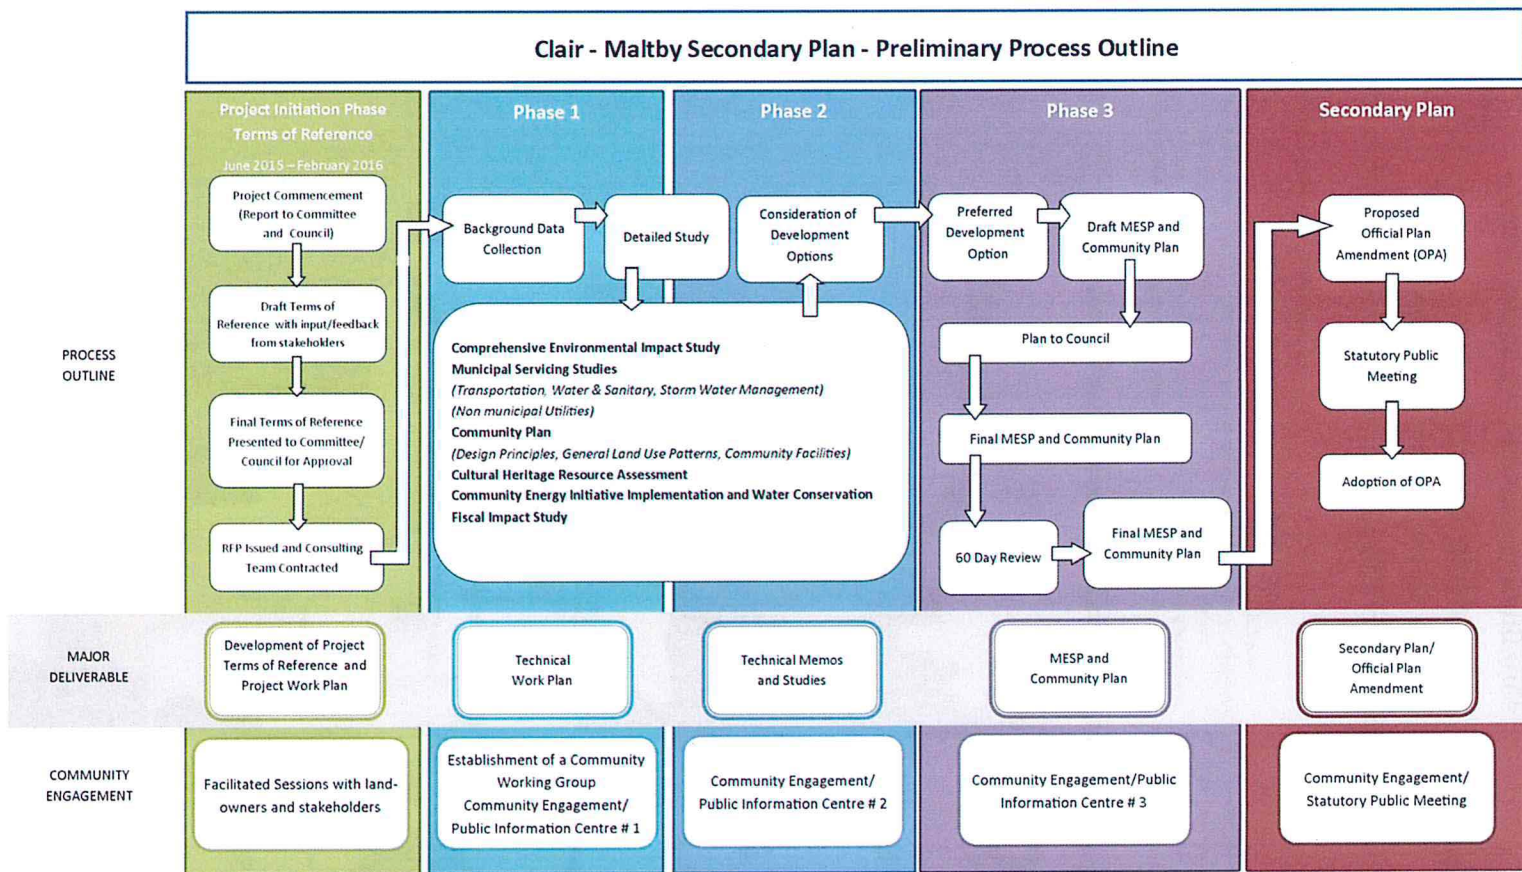 Clair - Maltby Secondary Plan - Preliminary Process Outline
Project Initiation Phase
Terms of Reference
June 2015 – February 2016
Phase 1
Phase 2
Phase 3
Secondary Plan
PROCESS
OUTLINE
Project Commencement
(Report to Committee
and Council)
Draft Terms of
Reference with input/feedback
from stakeholders
Final Terms of Reference
Presented to Committee/
Council for Approval
RFP Issued and Consulting
Team Contracted
Background Data
Collection
Detailed Study
Consideration of
Development
Options
Comprehensive Environmental Impact Study
Municipal Servicing Studies
(Transportation, Water & Sanitary, Storm Water Management)
(Non municipal Utilities)
Community Plan
(Design Principles, General Land Use Patterns, Community Facilities)
Cultural Heritage Resource Assessment
Community Energy Initiative Implementation and Water Conservation
Fiscal Impact Study
Preferred
Development
Option
Draft MESP and
Community Plan
Plan to Council
Final MESP and Community Plan
60 Day Review
Final MESP and
Community Plan
Proposed
Official Plan
Amendment (OPA)
Statutory Public
Meeting
Adoption of OPA
MAJOR
DELIVERABLE
Development of Project
Terms of Reference and
Project Work Plan
Technical
Work Plan
Technical Memos
and Studies
MESP and
Community Plan
Secondary Plan/
Official Plan
Amendment
COMMUNITY
ENGAGEMENT
Facilitated Sessions with land-
owners and stakeholders
Establishment of a Community
Working Group
Community Engagement/
Public Information Centre # 1
Community Engagement/
Public Information Centre # 2
Community Engagement/Public
Information Centre # 3
Community Engagement/
Statutory Public Meeting